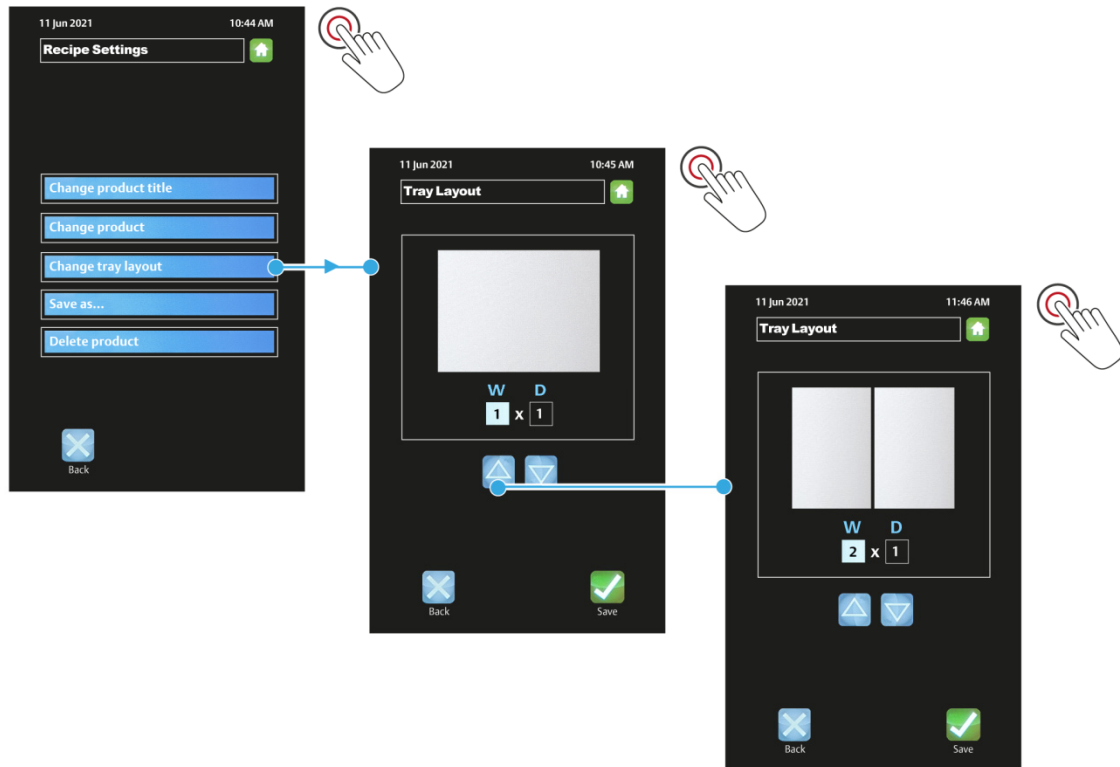 11 Jun 2021 10:44 AM
Recipe Settings
Change product title
Change product
Change tray layout
Save as...
Delete product
Back
11 Jun 2021 10:45 AM
Tray Layout
W D
1 x 1
Back Save
11 Jun 2021 11:46 AM
Tray Layout
W D
2 x 1
Back Save